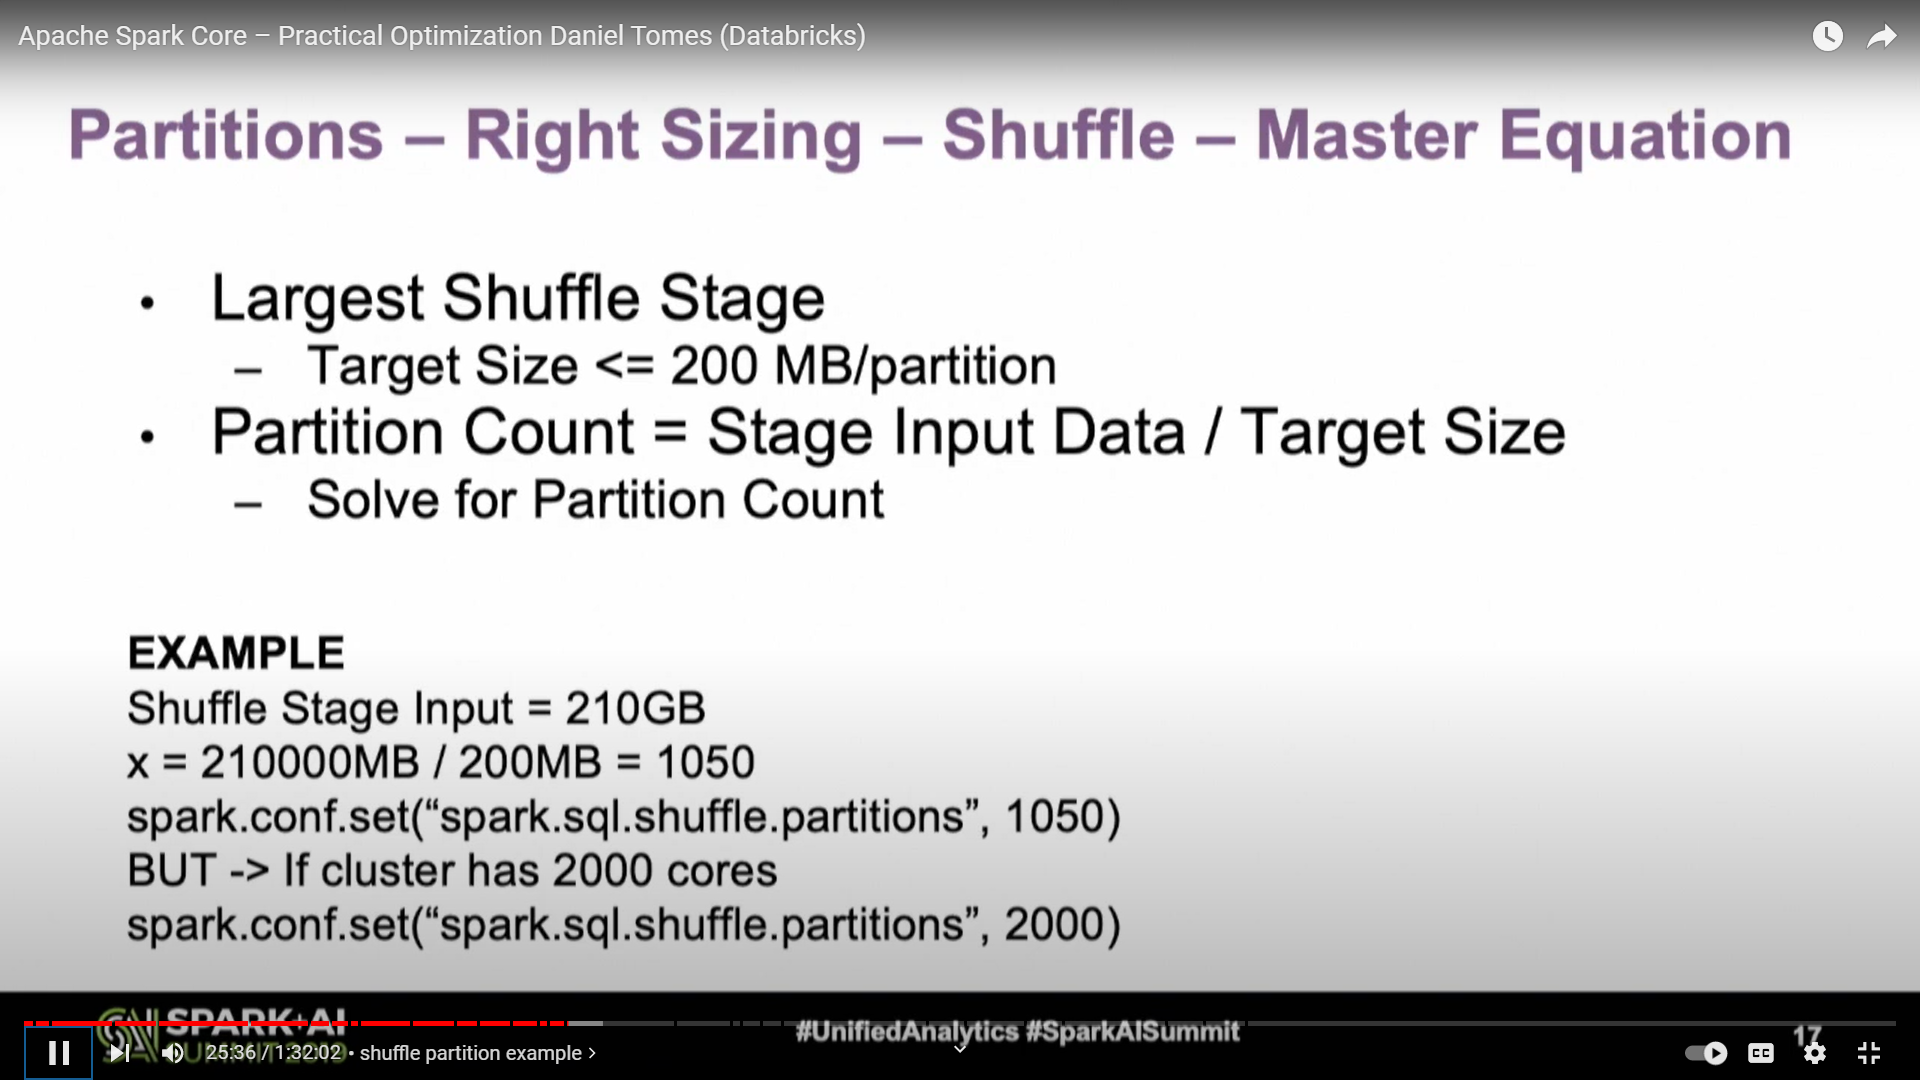 Apache Spark Core – Practical Optimization Daniel Tomes (Databricks)
Partitions – Right Sizing – Shuffle – Master Equation
• Largest Shuffle Stage
– Target Size <= 200 MB/partition
• Partition Count = Stage Input Data / Target Size
– Solve for Partition Count
EXAMPLE
Shuffle Stage Input = 210GB
x = 210000MB / 200MB = 1050
spark.conf.set(“spark.sql.shuffle.partitions”, 1050)
BUT -> If cluster has 2000 cores
spark.conf.set(“spark.sql.shuffle.partitions”, 2000)
SPARK+AI
SUMMIT 2019
#UnifiedAnalytics #SparkAISummit
17
25:36 / 1:32:02 • shuffle partition example ›
CC